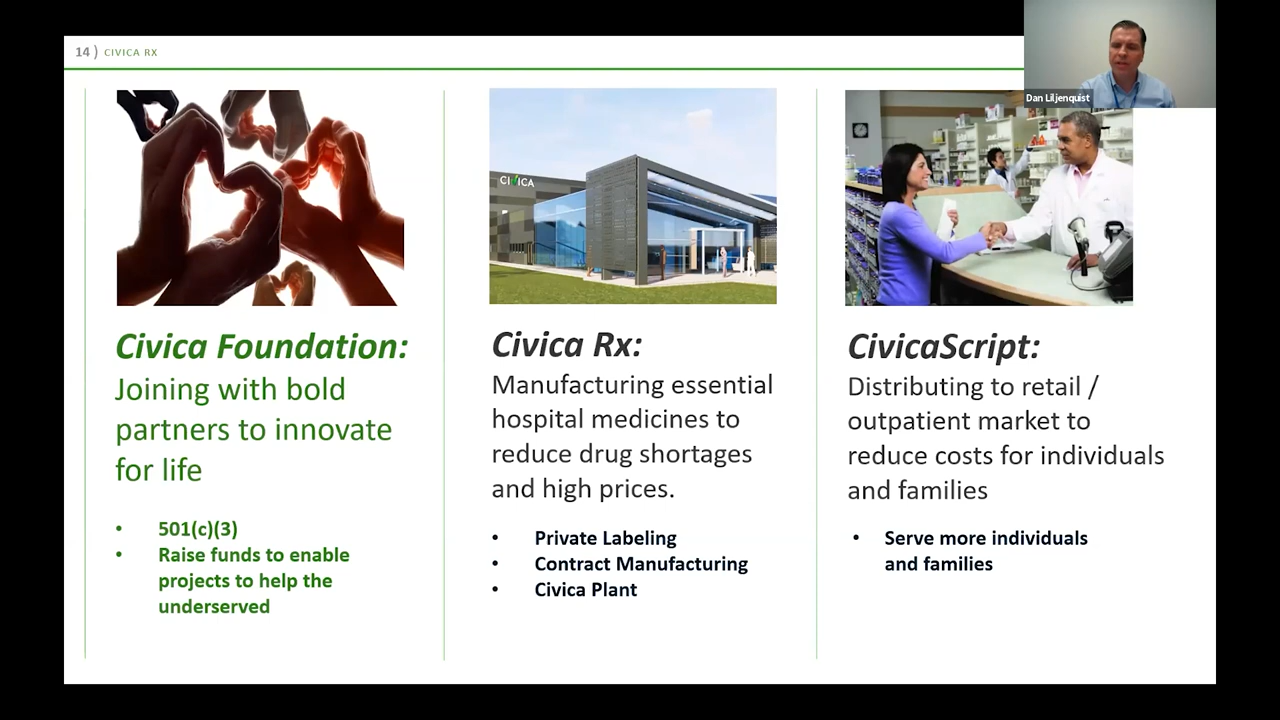 14 ) CIVICA RX
Dan Liljenquist
CIVICA
Civica Foundation:
Joining with bold
partners to innovate
for life
• 501(c)(3)
• Raise funds to enable
projects to help the
underserved
Civica Rx:
Manufacturing essential
hospital medicines to
reduce drug shortages
and high prices.
• Private Labeling
• Contract Manufacturing
• Civica Plant
CivicaScript:
Distributing to retail /
outpatient market to
reduce costs for individuals
and families
• Serve more individuals
and families